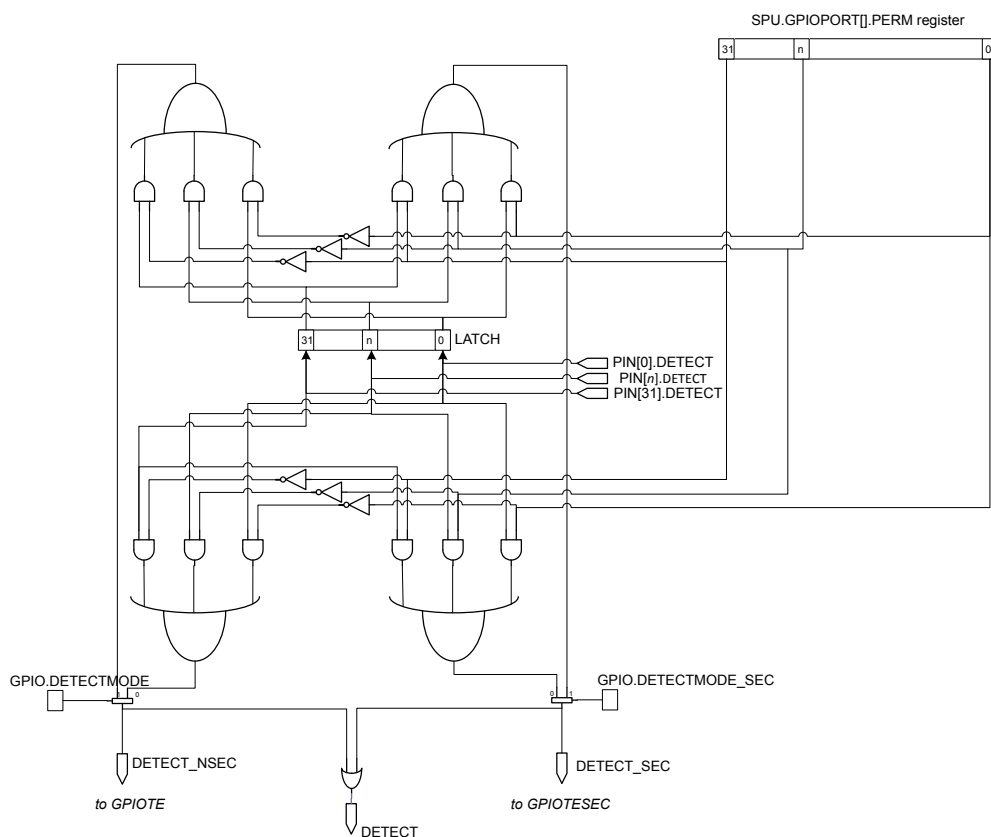 SPU.GPIOPORT[].PERM register
31 n 0
31 n 0 LATCH
PIN[0].DETECT
PIN[n].DETECT
PIN[31].DETECT
GPIO.DETECTMODE
1 0
0 1
GPIO.DETECTMODE_SEC
DETECT_NSEC
DETECT_SEC
to GPIOTE
to GPIOTESEC
DETECT